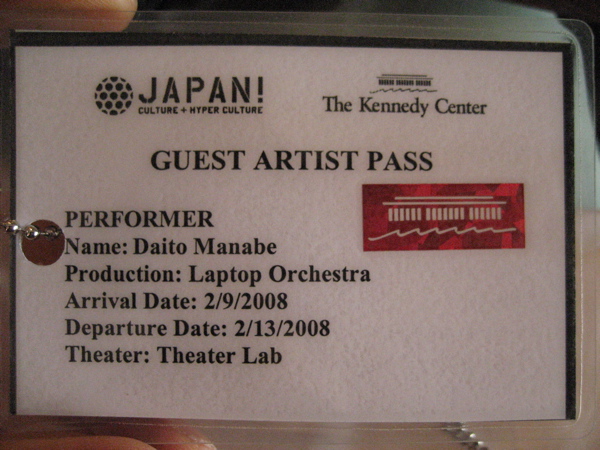 JAPAN!
CULTURE + HYPER CULTURE
The Kennedy Center
GUEST ARTIST PASS
PERFORMER
Name: Daito Manabe
Production: Laptop Orchestra
Arrival Date: 2/9/2008
Departure Date: 2/13/2008
Theater: Theater Lab